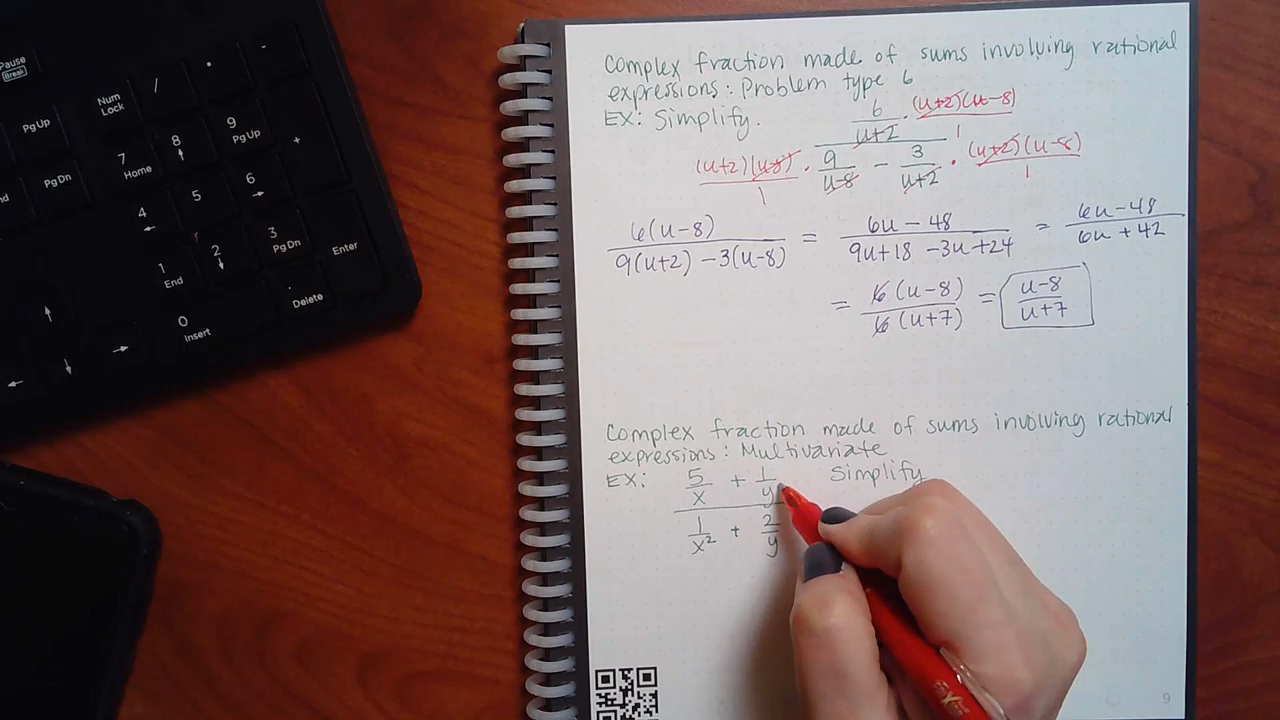 Pause
Break
Num
Lock
/
.
-
PgUp
7
Home
8
9
PgUp
+
PgDn
4
5
6
Enter
1
End
2
3
PgDn
0
Insert
.
Delete
Complex fraction made of sums involving rational
expressions: Problem type 6
EX: Simplify. 6/(u+2) · (u+2)(u-8)/1
(u+2)(u-8)/1 · 9/(u-8) - 3/(u+2) · (u+2)(u-8)/1
6(u-8)/(9(u+2) -3(u-8)) = (6u-48)/(9u+18 -3u+24) = (6u-48)/(6u+42)
= 6(u-8)/6(u+7) = (u-8)/(u+7)
Complex fraction made of sums involving rational
expressions: Multivariate
EX: 5/x + 1/y Simplify
1/x² + 2/y
9